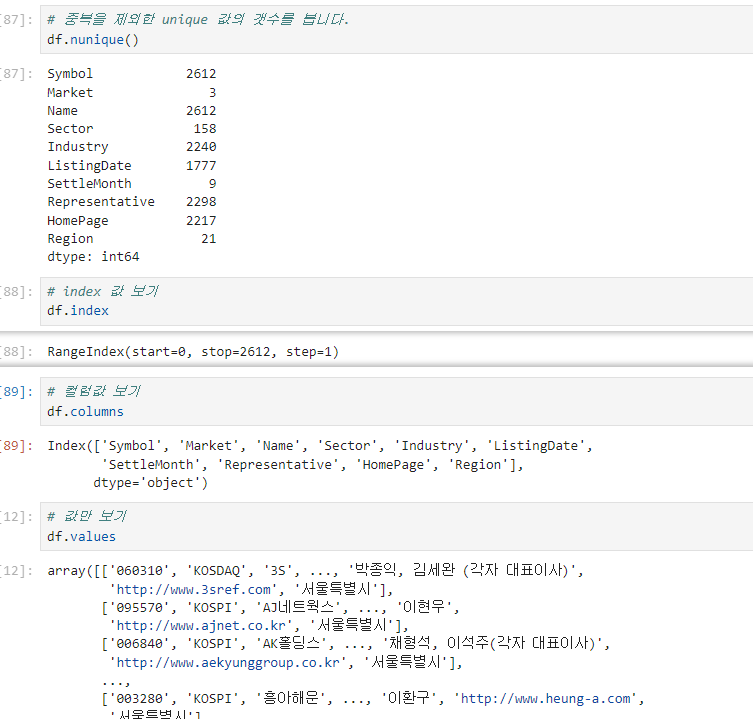 [87]: # 중복을 제외한 unique 값의 갯수를 봅니다.
df.nunique()
[87]: Symbol 2612
Market 3
Name 2612
Sector 158
Industry 2240
ListingDate 1777
SettleMonth 9
Representative 2298
HomePage 2217
Region 21
dtype: int64
[88]: # index 값 보기
df.index
[88]: RangeIndex(start=0, stop=2612, step=1)
[89]: # 컬럼값 보기
df.columns
[89]: Index(['Symbol', 'Market', 'Name', 'Sector', 'Industry', 'ListingDate',
'SettleMonth', 'Representative', 'HomePage', 'Region'],
dtype='object')
[12]: # 값만 보기
df.values
[12]: array([['060310', 'KOSDAQ', '3S', ..., '박종익, 김세완 (각자 대표이사)',
'http://www.3sref.com', '서울특별시'],
['095570', 'KOSPI', 'AJ네트웍스', ..., '이현우',
'http://www.ajnet.co.kr', '서울특별시'],
['006840', 'KOSPI', 'AK홀딩스', ..., '채형석, 이석주(각자 대표이사)',
'http://www.aekyunggroup.co.kr', '서울특별시'],
...,
['003280', 'KOSPI', '흥아해운', ..., '이환구', 'http://www.heung-a.com',
'서울특별시'],